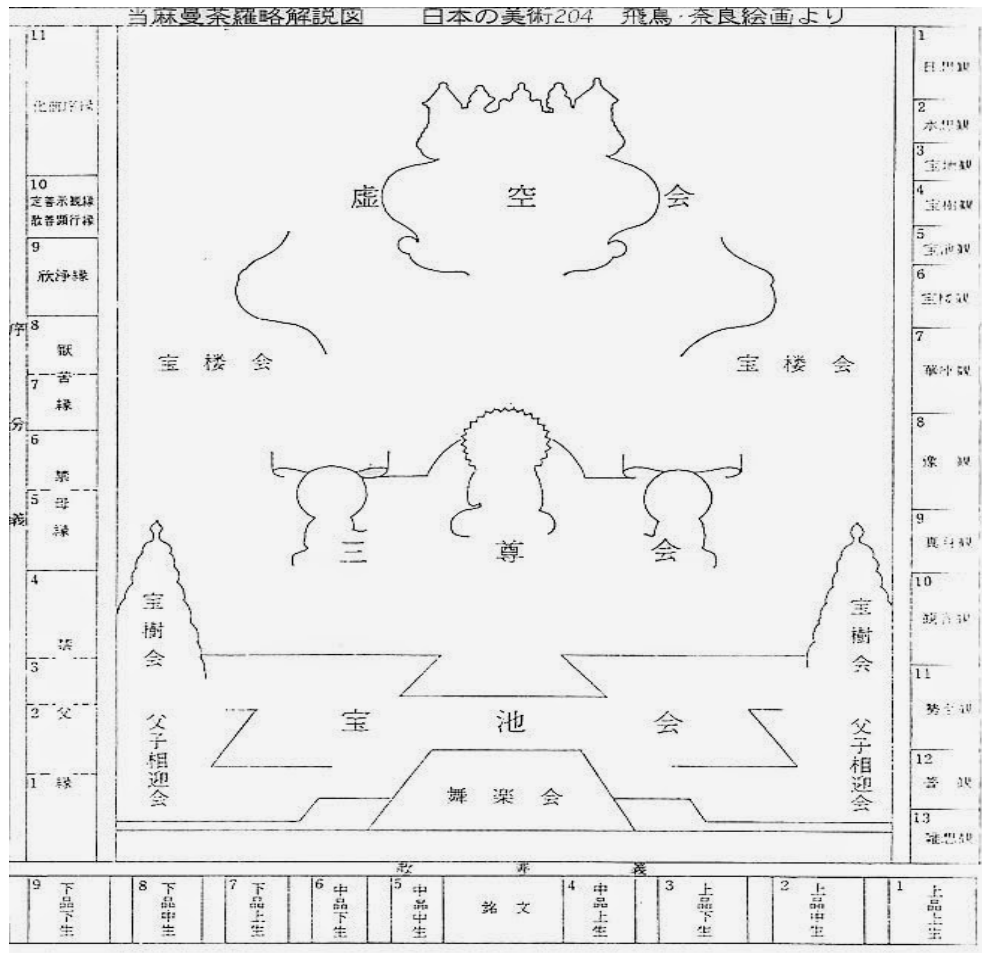 当麻曼荼羅略解説図　日本の美術204　飛鳥・奈良絵画より
11
化前序縁
10
定善示観縁
散善顕行縁
9
欣浄縁
8
厭
7 苦
縁
6
禁
5 母
縁
4
禁
3
2 父
1 縁
序
分
義
虚空会
宝楼会
宝楼会
三尊会
宝樹会
宝樹会
宝池会
父子相迎会
父子相迎会
舞楽会
1
日想観
2
水想観
3
宝地観
4
宝樹観
5
宝池観
6
宝楼観
7
華座観
8
像観
9
真身観
10
観音観
11
勢至観
12
普観
13
雑想観
散善義
9 下品下生
8 下品中生
7 下品上生
6 中品下生
5 中品中生
銘文
4 中品上生
3 上品下生
2 上品中生
1 上品上生